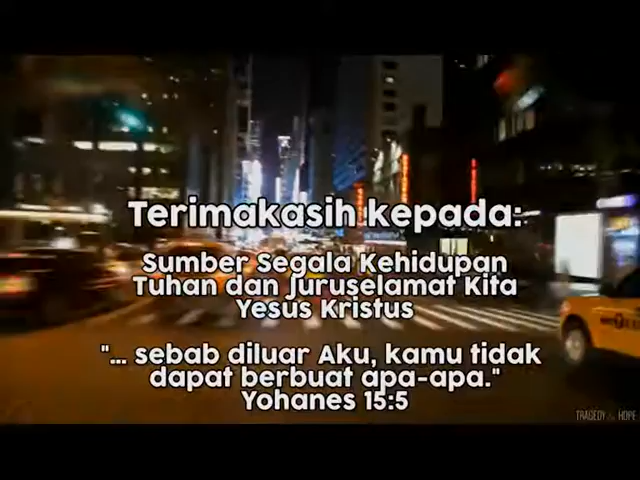 Terimakasih kepada:
Sumber Segala Kehidupan
Tuhan dan Juruselamat Kita
Yesus Kristus
"... sebab diluar Aku, kamu tidak
dapat berbuat apa-apa."
Yohanes 15:5
TRAGEDY HOPE